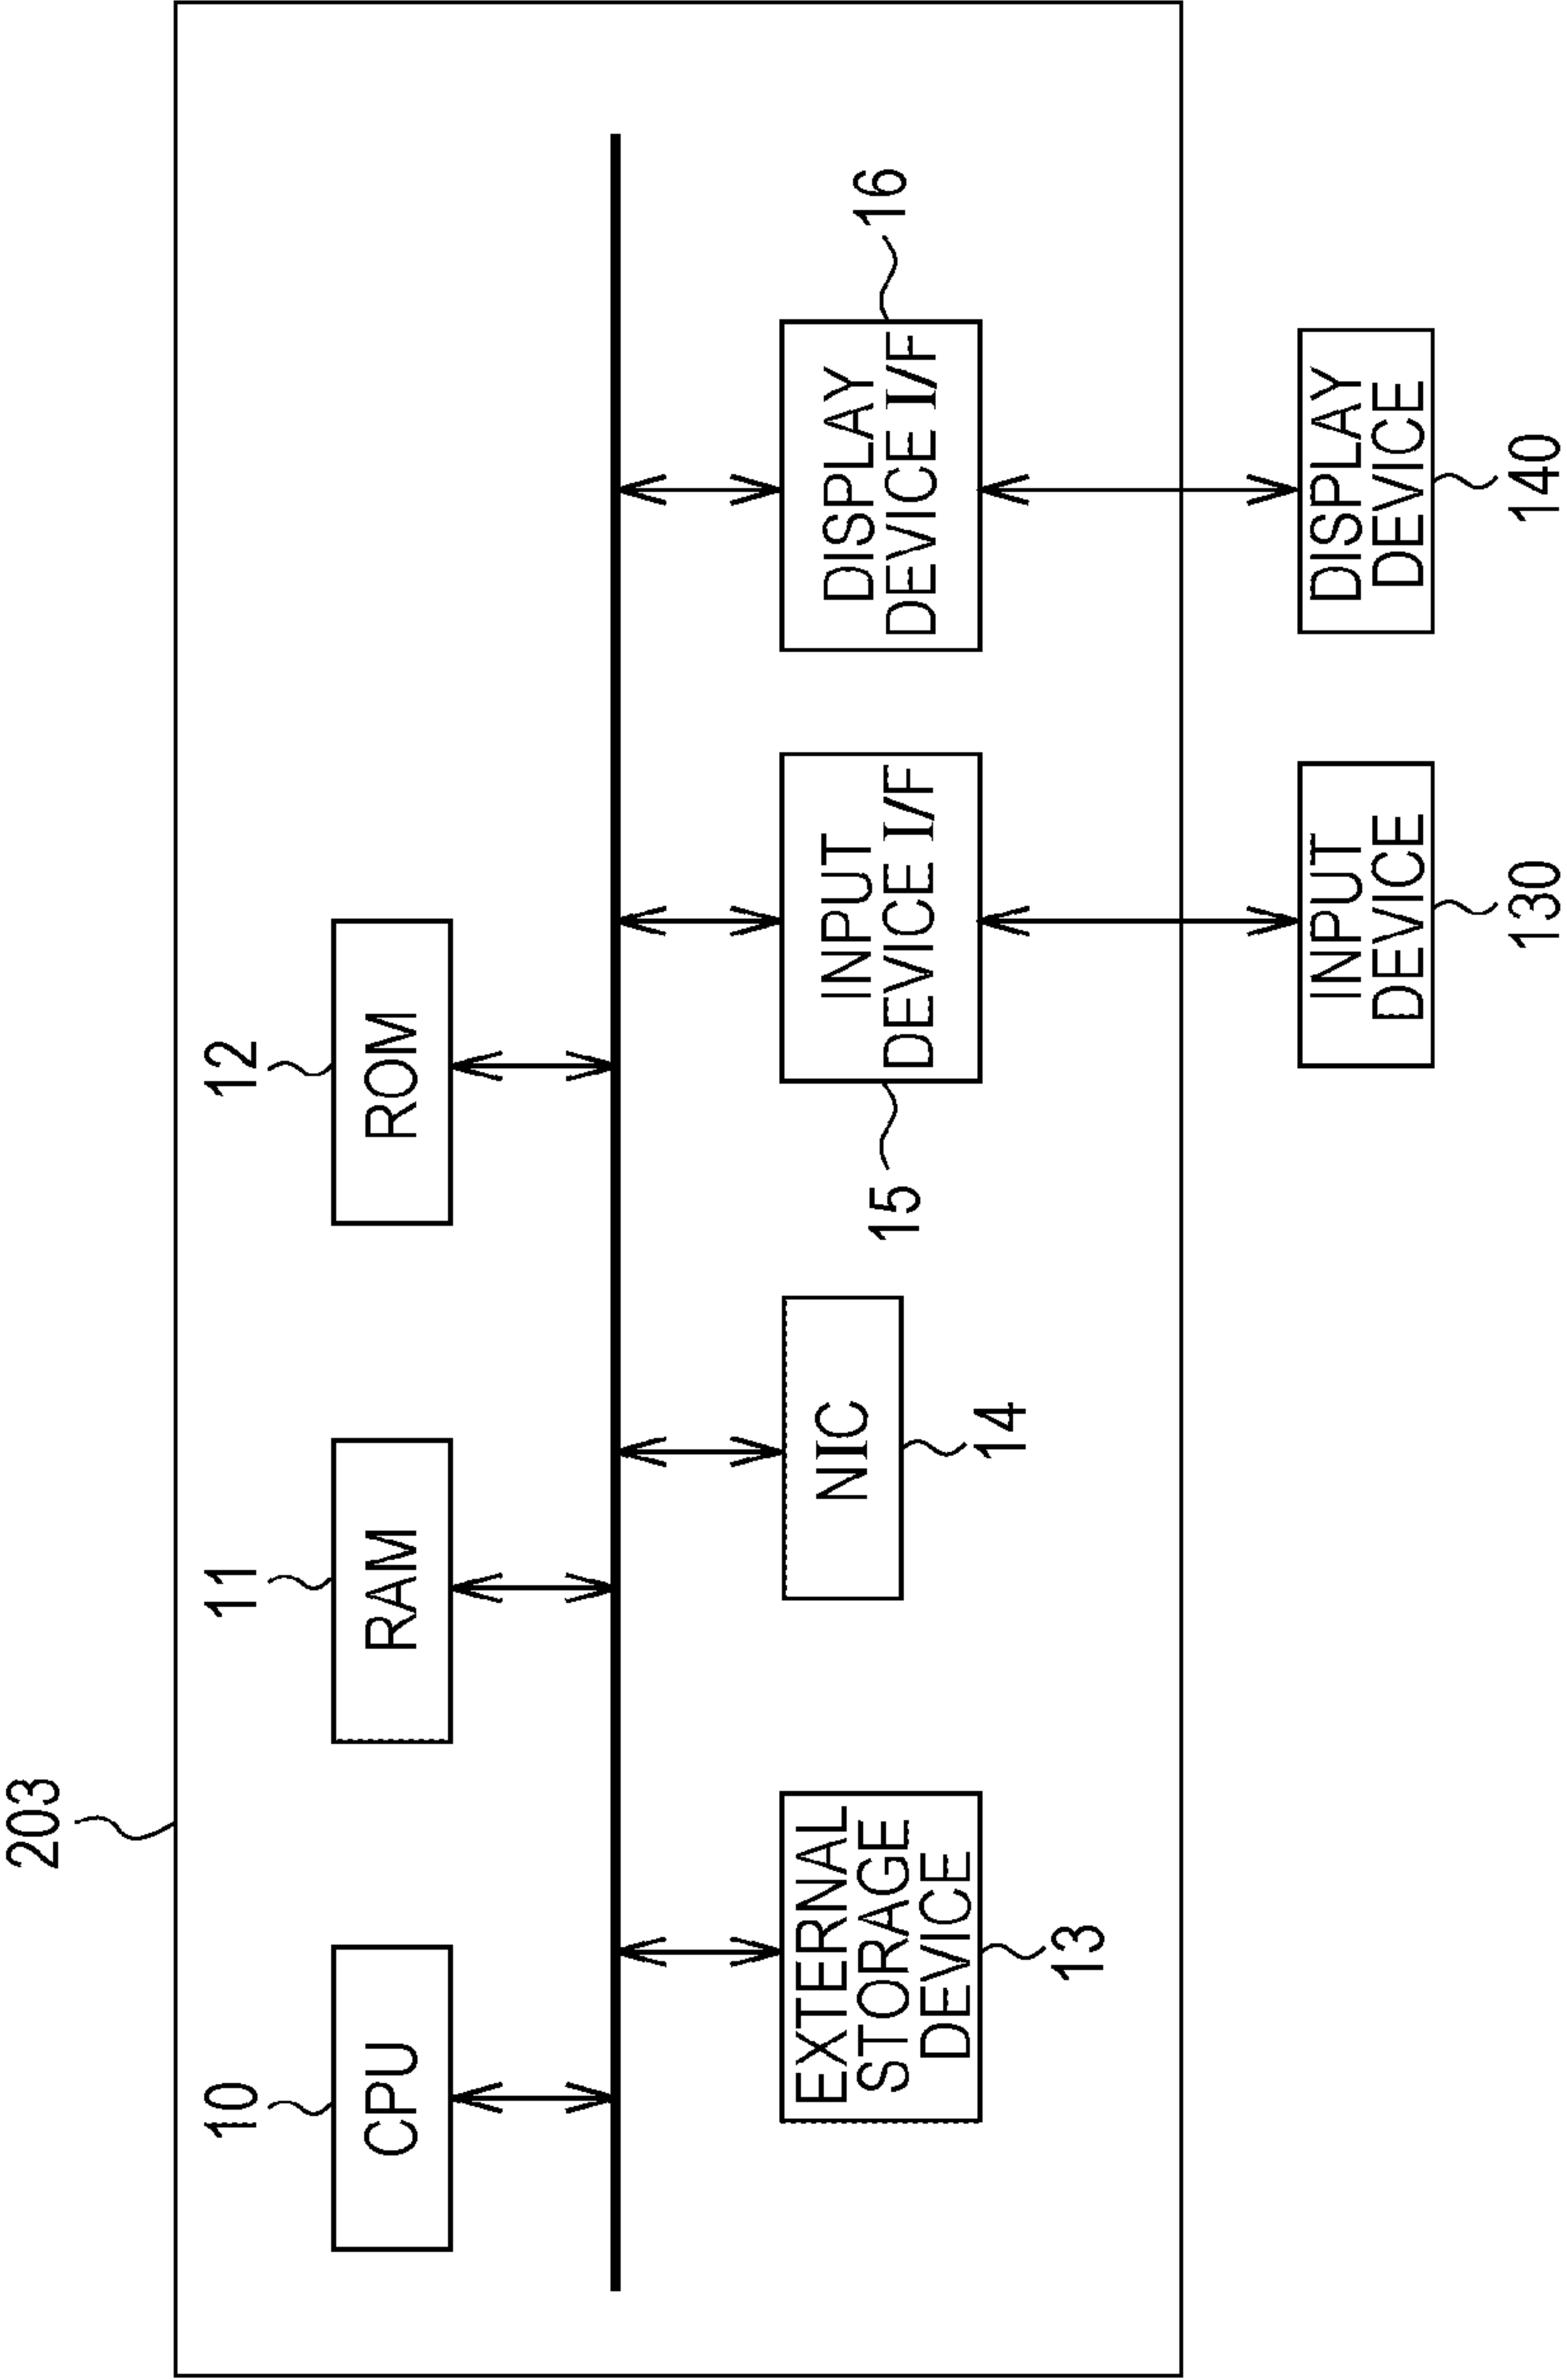 203
10
CPU
11
RAM
12
ROM
EXTERNAL
STORAGE
DEVICE
13
NIC
14
15
INPUT
DEVICE I/F
DISPLAY
DEVICE I/F
16
INPUT
DEVICE
130
DISPLAY
DEVICE
140